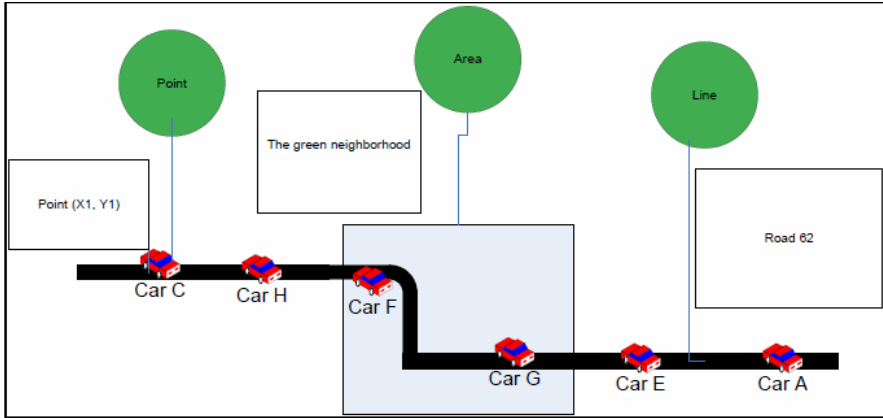 Point
Area
Line
The green neighborhood
Point (X1, Y1)
Road 62
Car C
Car H
Car F
Car G
Car E
Car A